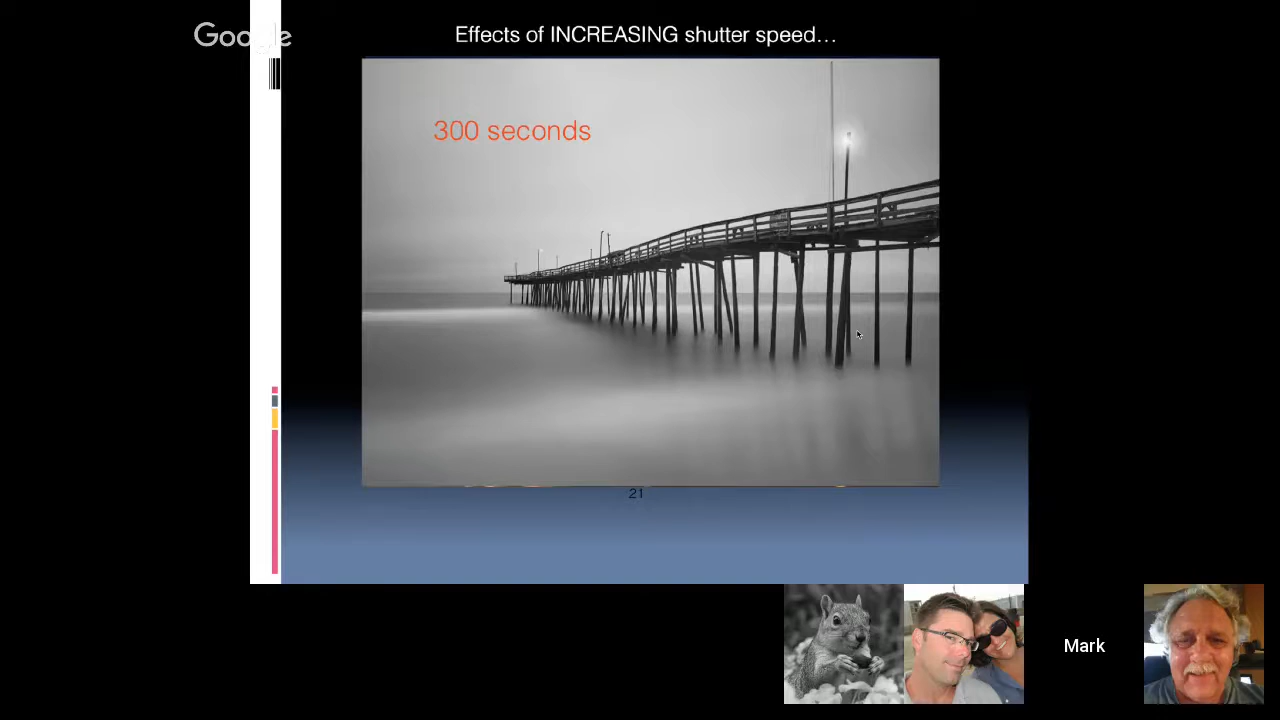 Google
Effects of INCREASING shutter speed…
300 seconds
21
Mark